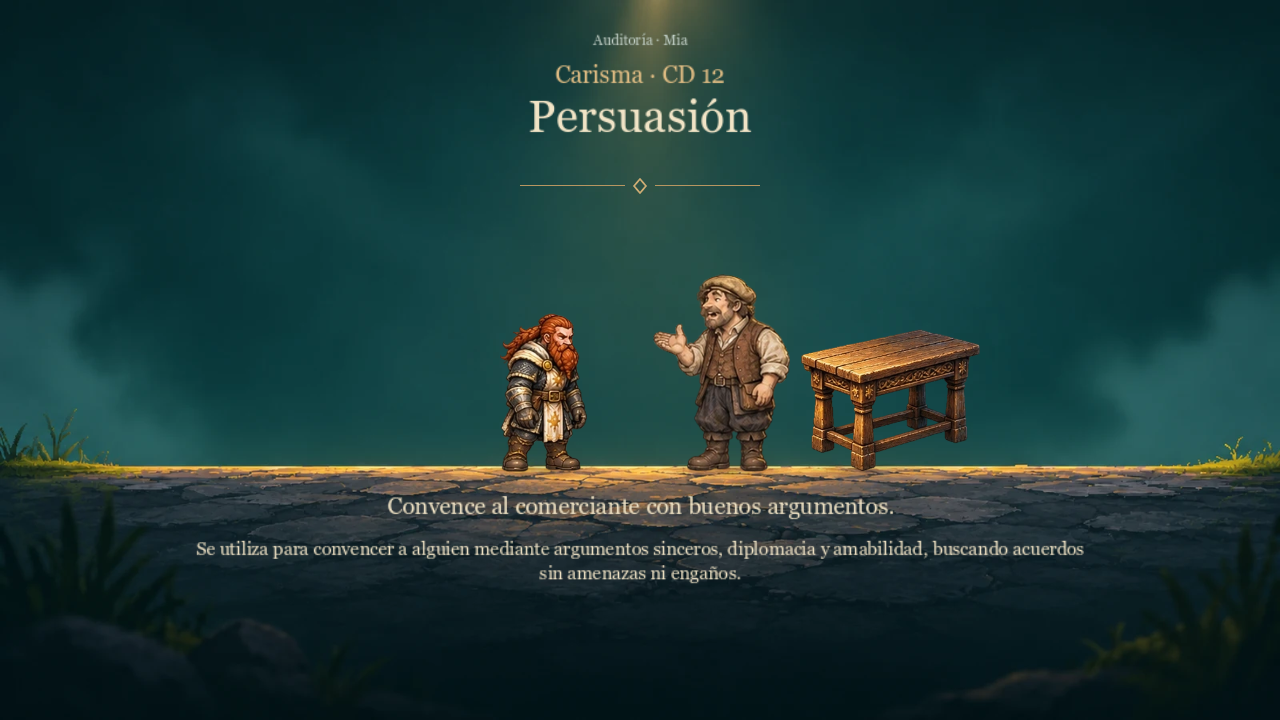 Auditoría · Mia
Carisma · CD 12
Persuasión
Convence al comerciante con buenos argumentos.
Se utiliza para convencer a alguien mediante argumentos sinceros, diplomacia y amabilidad, buscando acuerdos
sin amenazas ni engaños.